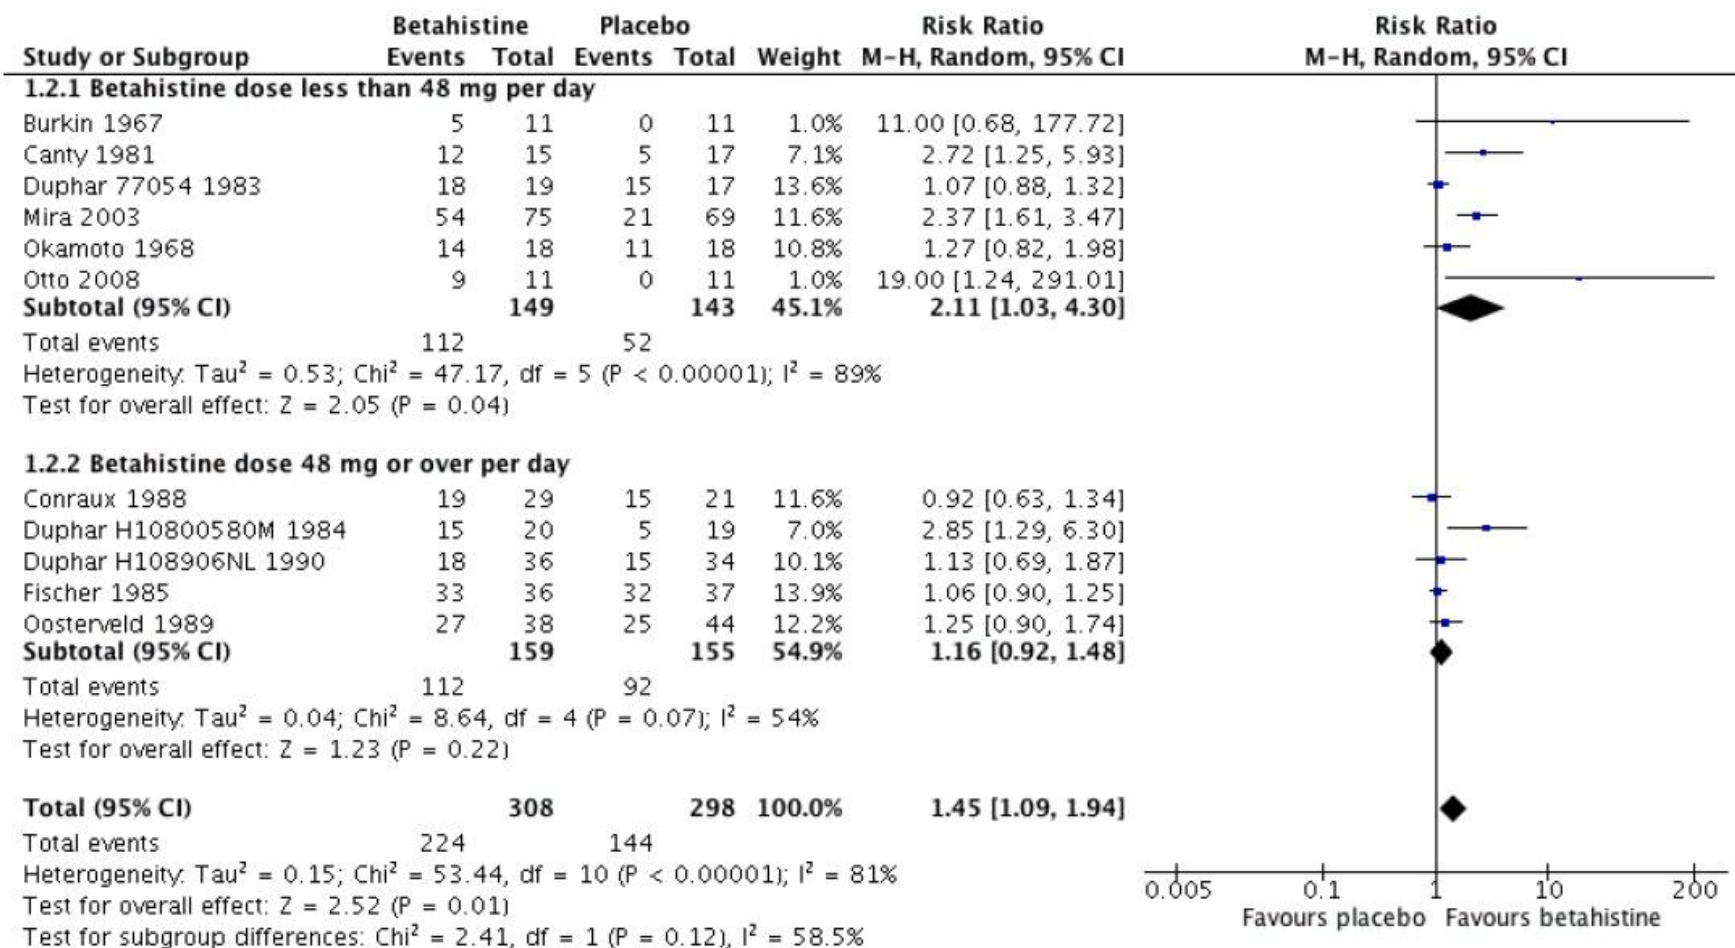 Betahistine Placebo Risk Ratio Risk Ratio
Study or Subgroup Events Total Events Total Weight M-H, Random, 95% CI M-H, Random, 95% CI
1.2.1 Betahistine dose less than 48 mg per day
Burkin 1967 5 11 0 11 1.0% 11.00 [0.68, 177.72]
Canty 1981 12 15 5 17 7.1% 2.72 [1.25, 5.93]
Duphar 77054 1983 18 19 15 17 13.6% 1.07 [0.88, 1.32]
Mira 2003 54 75 21 69 11.6% 2.37 [1.61, 3.47]
Okamoto 1968 14 18 11 18 10.8% 1.27 [0.82, 1.98]
Otto 2008 9 11 0 11 1.0% 19.00 [1.24, 291.01]
Subtotal (95% CI) 149 143 45.1% 2.11 [1.03, 4.30]
Total events 112 52
Heterogeneity: Tau² = 0.53; Chi² = 47.17, df = 5 (P < 0.00001); I² = 89%
Test for overall effect: Z = 2.05 (P = 0.04)
1.2.2 Betahistine dose 48 mg or over per day
Conraux 1988 19 29 15 21 11.6% 0.92 [0.63, 1.34]
Duphar H10800580M 1984 15 20 5 19 7.0% 2.85 [1.29, 6.30]
Duphar H108906NL 1990 18 36 15 34 10.1% 1.13 [0.69, 1.87]
Fischer 1985 33 36 32 37 13.9% 1.06 [0.90, 1.25]
Oosterveld 1989 27 38 25 44 12.2% 1.25 [0.90, 1.74]
Subtotal (95% CI) 159 155 54.9% 1.16 [0.92, 1.48]
Total events 112 92
Heterogeneity: Tau² = 0.04; Chi² = 8.64, df = 4 (P = 0.07); I² = 54%
Test for overall effect: Z = 1.23 (P = 0.22)
Total (95% CI) 308 298 100.0% 1.45 [1.09, 1.94]
Total events 224 144
Heterogeneity: Tau² = 0.15; Chi² = 53.44, df = 10 (P < 0.00001); I² = 81%
0.005 0.1 1 10 200
Test for overall effect: Z = 2.52 (P = 0.01)
Favours placebo Favours betahistine
Test for subgroup differences: Chi² = 2.41, df = 1 (P = 0.12), I² = 58.5%